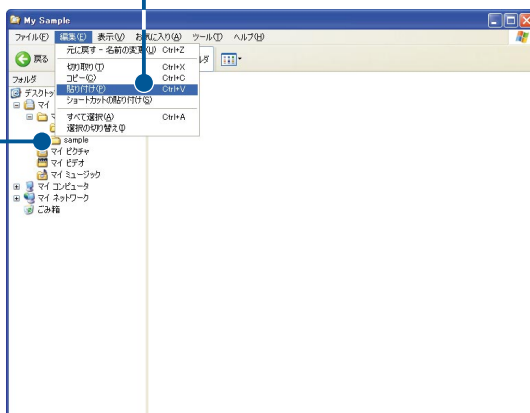 My Sample
ファイル(F) 編集(E) 表示(V) お気に入り(A) ツール(T) ヘルプ(H)
元に戻す - 名前の変更(U) Ctrl+Z
戻る
切り取り(T) Ctrl+X
コピー(C) Ctrl+C
フォルダ
貼り付け(P) Ctrl+V
デスクトッ
ショートカットの貼り付け(S)
マイ
すべて選択(A) Ctrl+A
選択の切り替え(I)
sample
マイ ピクチャ
マイ ビデオ
マイ ミュージック
マイ コンピュータ
マイ ネットワーク
ごみ箱